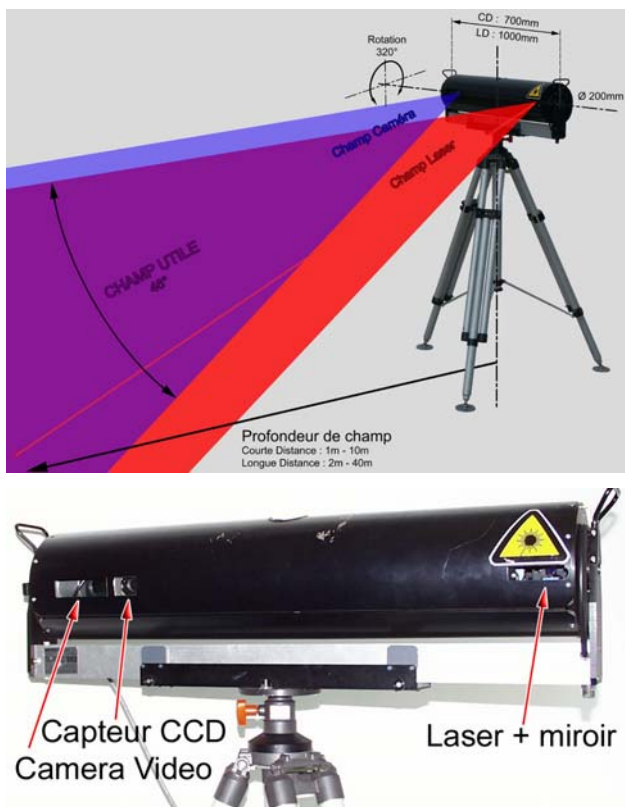 CD : 700mm
LD : 1000mm
Rotation
320°
Ø 200mm
Champ Caméra
Champ Laser
CHAMP UTILE
46°
Profondeur de champ
Courte Distance : 1m - 10m
Longue Distance : 2m - 40m
Capteur CCD
Camera Video
Laser + miroir